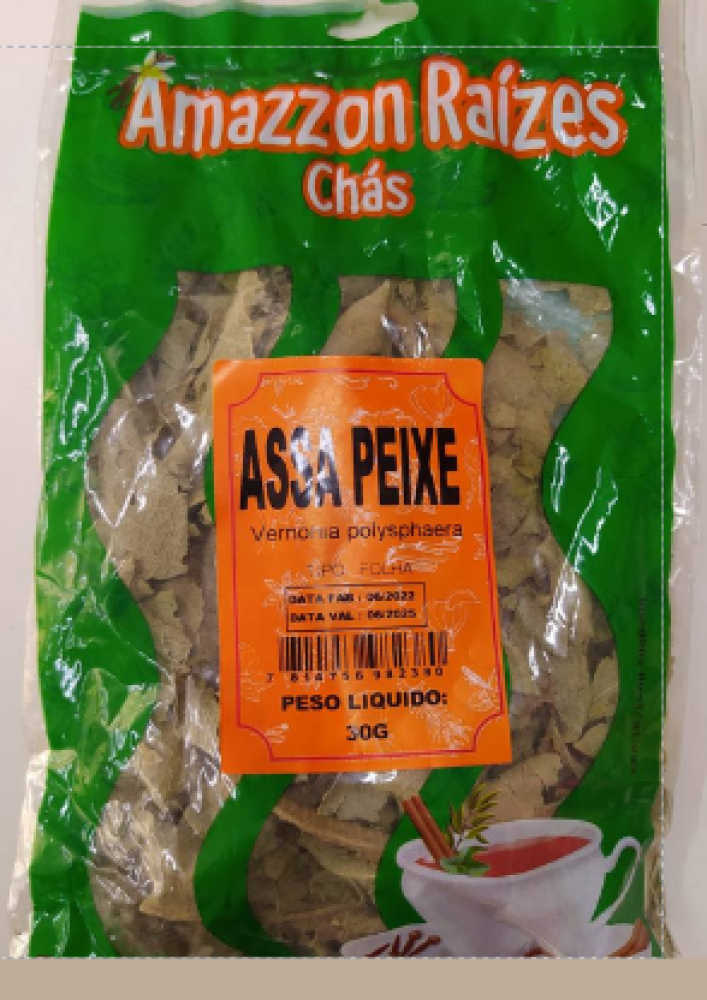 Amazzon Raízes
Chás
ASSA PEIXE
Vernonia polysphaera
TIPO : FOLHA
DATA FAB : 06/2022
DATA VAL : 06/2025
PESO LIQUIDO:
30G